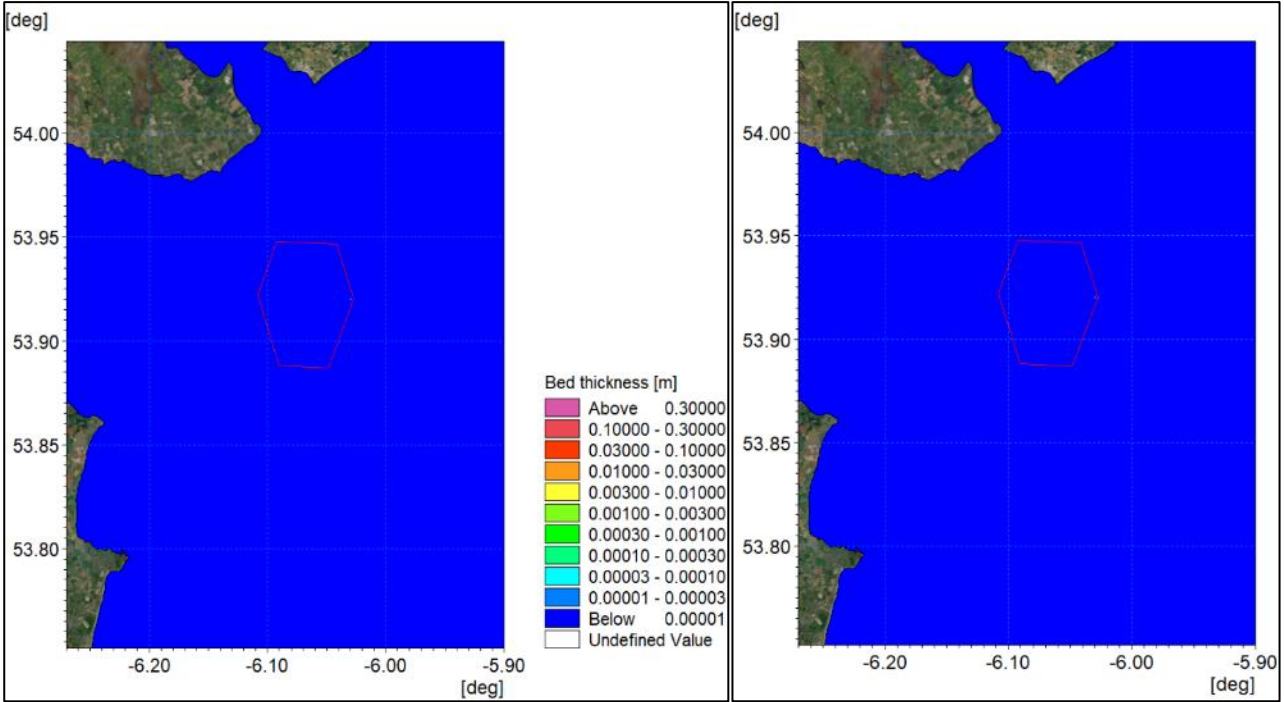 [deg]
54.00
53.95
53.90
53.85
53.80
-6.20
-6.10
-6.00
-5.90
[deg]
Bed thickness [m]
Above 0.30000
0.10000 - 0.30000
0.03000 - 0.10000
0.01000 - 0.03000
0.00300 - 0.01000
0.00100 - 0.00300
0.00030 - 0.00100
0.00010 - 0.00030
0.00003 - 0.00010
0.00001 - 0.00003
Below 0.00001
Undefined Value
[deg]
54.00
53.95
53.90
53.85
53.80
-6.20
-6.10
-6.00
-5.90
[deg]